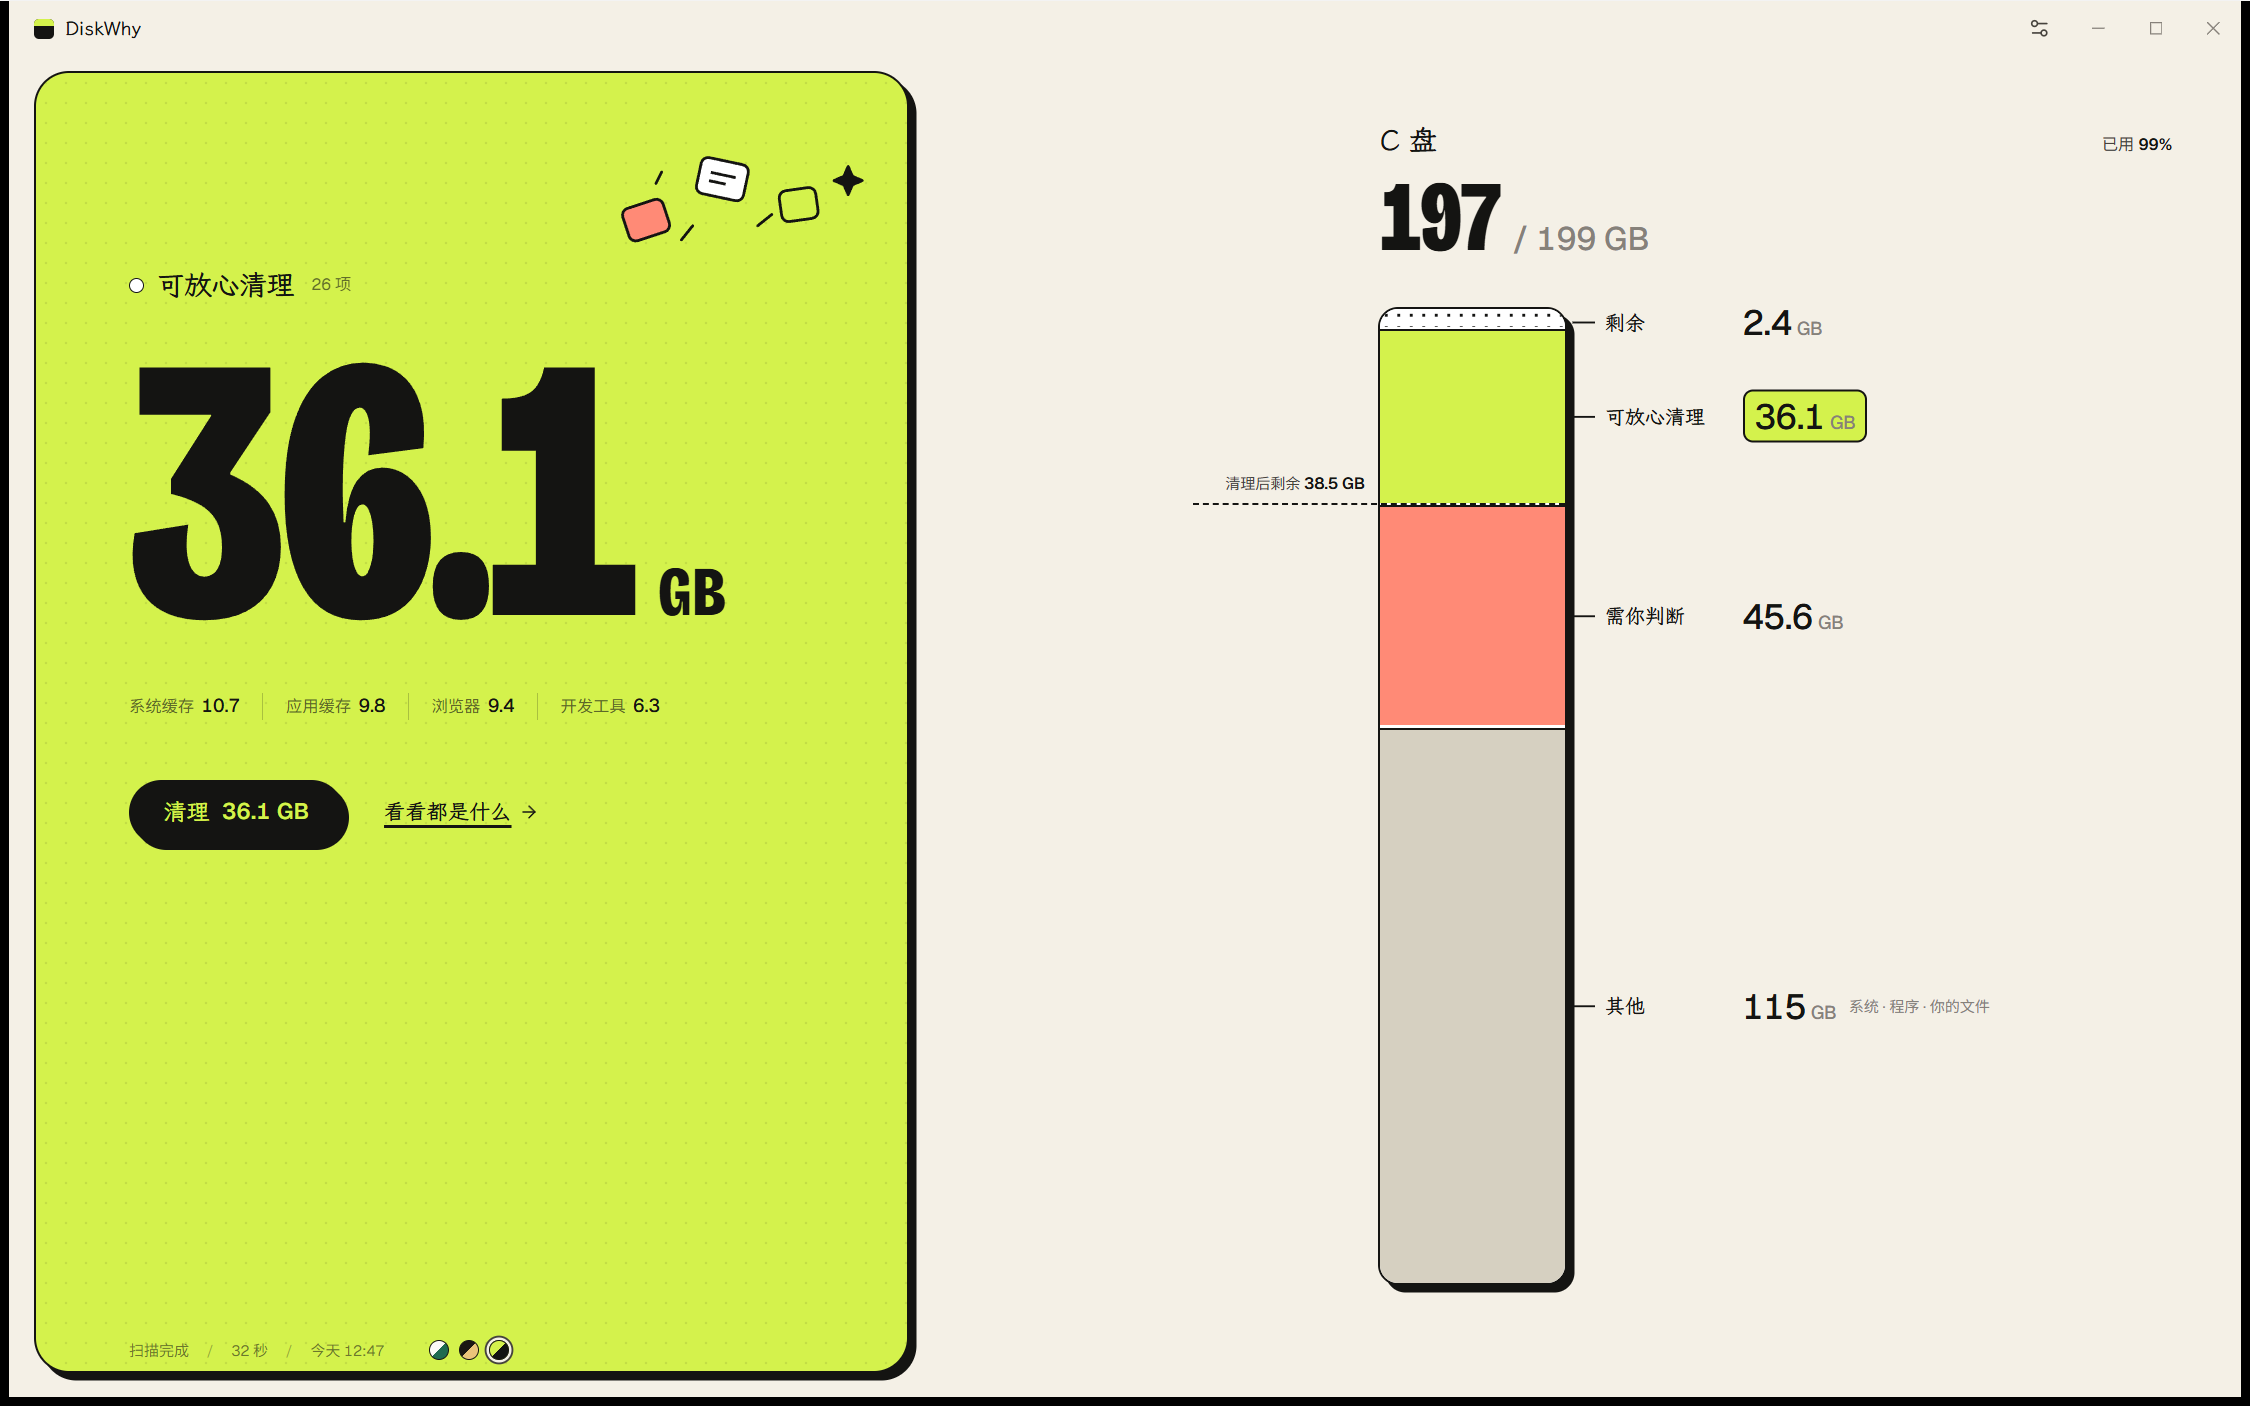 DiskWhy
可放心清理 26 项
36.1 GB
系统缓存 10.7 应用缓存 9.8 浏览器 9.4 开发工具 6.3
清理 36.1 GB 看看都是什么 →
扫描完成 / 32 秒 / 今天 12:47
C 盘
已用 99%
197 / 199 GB
剩余 2.4 GB
可放心清理 36.1 GB
清理后剩余 38.5 GB
需你判断 45.6 GB
其他 115 GB 系统 · 程序 · 你的文件